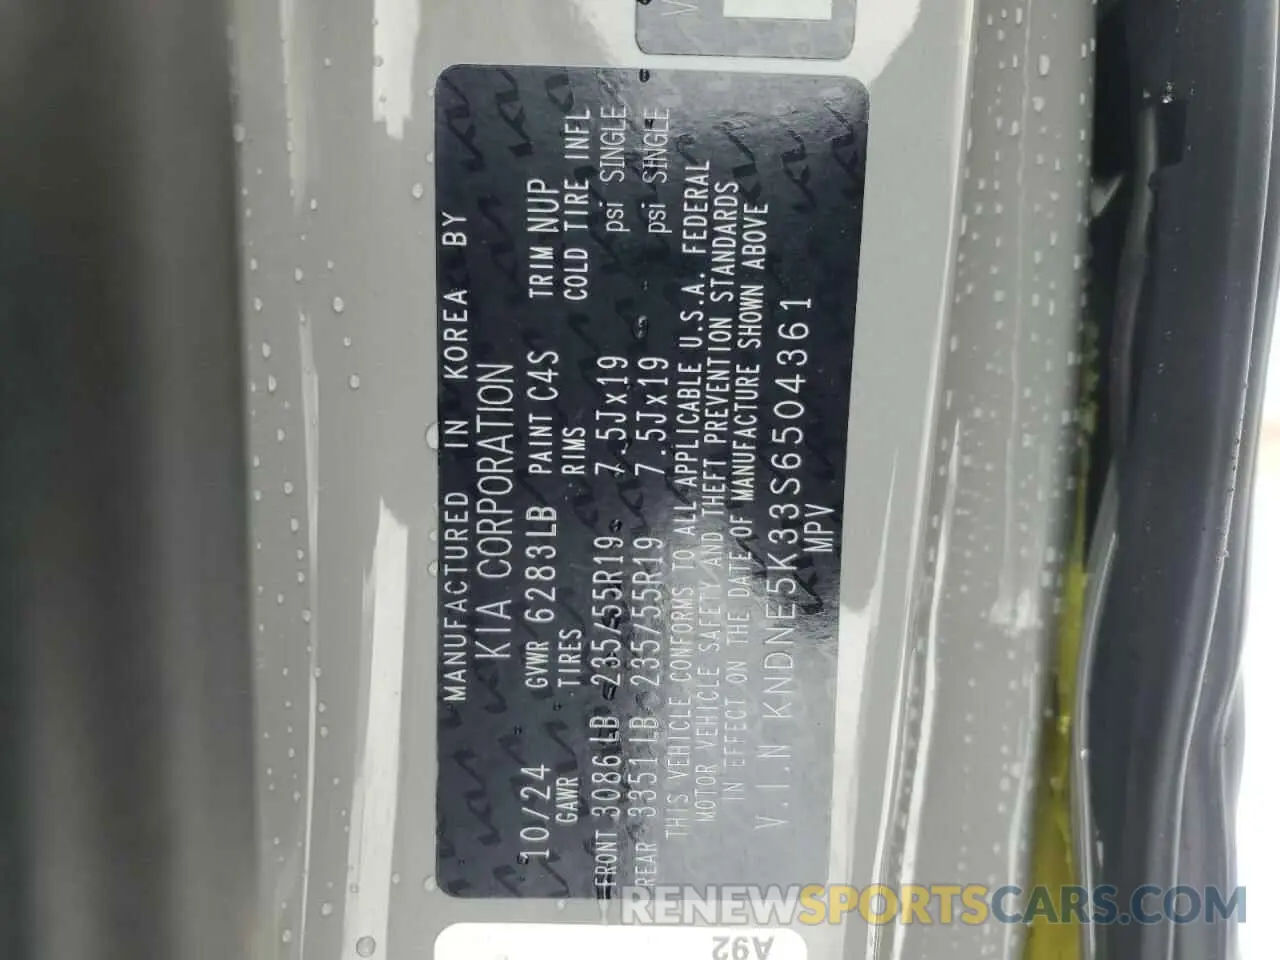 MANUFACTURED IN KOREA BY
KIA CORPORATION
10/24 GVWR 6283LB PAINT C4S TRIM NUP
GAWR TIRES RIMS COLD TIRE INFL
FRONT 3086LB 235/55R19 7.5Jx19 psi SINGLE
REAR 3351LB 235/55R19 7.5Jx19 psi SINGLE
THIS VEHICLE CONFORMS TO ALL APPLICABLE U.S.A. FEDERAL
MOTOR VEHICLE SAFETY AND THEFT PREVENTION STANDARDS
IN EFFECT ON THE DATE OF MANUFACTURE SHOWN ABOVE
V.I.N KNDNE5K33S6504361
MPV
A92
RENEWSPORTSCARS.COM